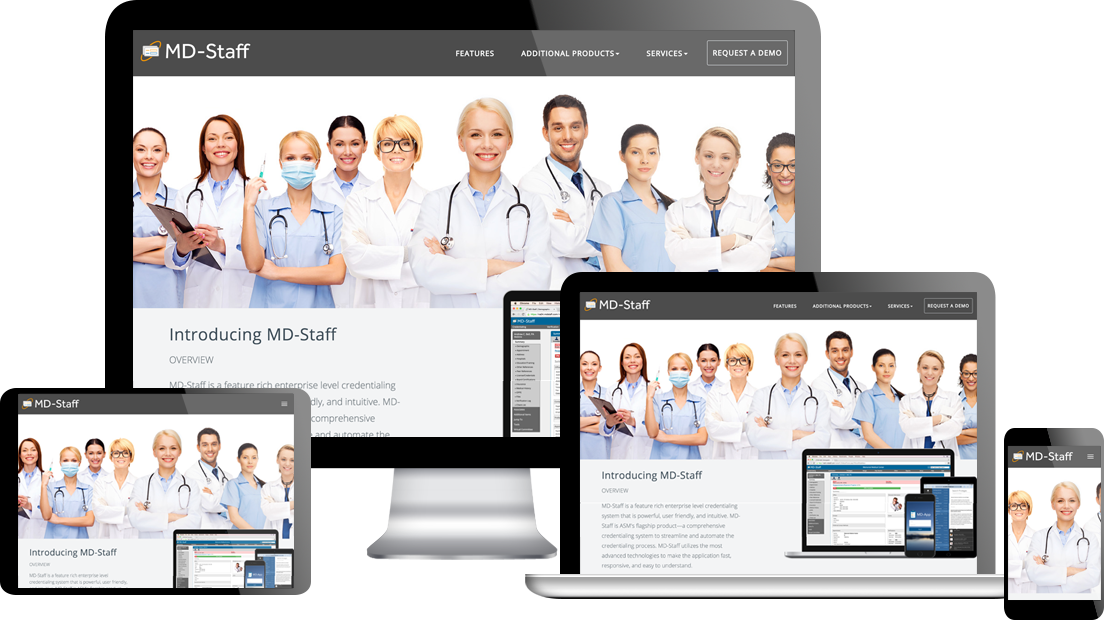 MD-Staff
FEATURES
ADDITIONAL PRODUCTS
SERVICES
REQUEST A DEMO
Introducing MD-Staff
OVERVIEW
MD-Staff is a feature rich enterprise level credentialing
dly, and intuitive. MD-
comprehensive
e and automate the
MD-Staff
FEATURES
ADDITIONAL PRODUCTS
SERVICES
REQUEST A DEMO
Introducing MD-Staff
OVERVIEW
MD-Staff is a feature rich enterprise level credentialing
system that is powerful, user friendly, and intuitive. MD-
Staff is ASM's flagship product—a comprehensive
credentialing system to streamline and automate the
credentialing process. MD-Staff utilizes the most
advanced technologies to make the application fast,
responsive, and easy to understand.
MD-Staff
Introducing MD-Staff
OVERVIEW
MD-Staff is a feature rich enterprise level
credentialing system that is powerful, user friendly,
MD-Staff